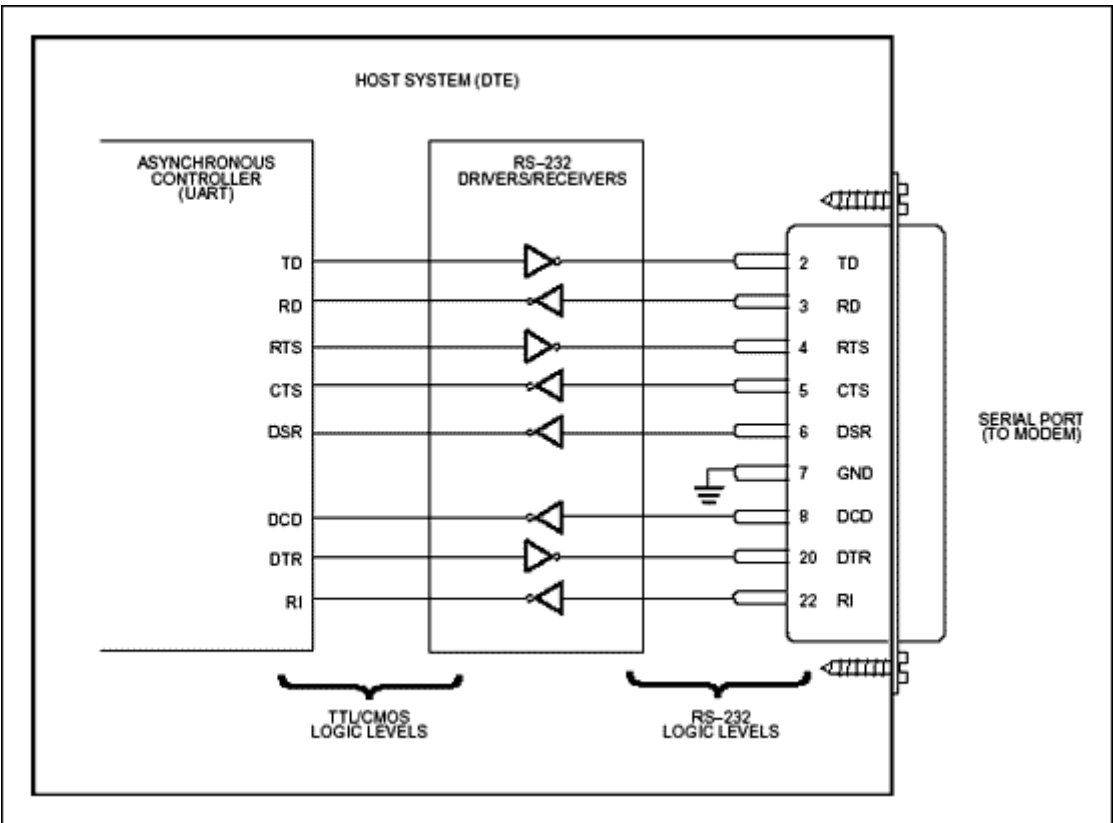 HOST SYSTEM (DTE)
ASYNCHRONOUS
CONTROLLER
(UART)
RS-232
DRIVERS/RECEIVERS
TD
2 TD
RD
3 RD
RTS
4 RTS
CTS
5 CTS
DSR
6 DSR
7 GND
DCD
8 DCD
DTR
20 DTR
RI
22 RI
SERIAL PORT
(TO MODEM)
TTL/CMOS
LOGIC LEVELS
RS-232
LOGIC LEVELS